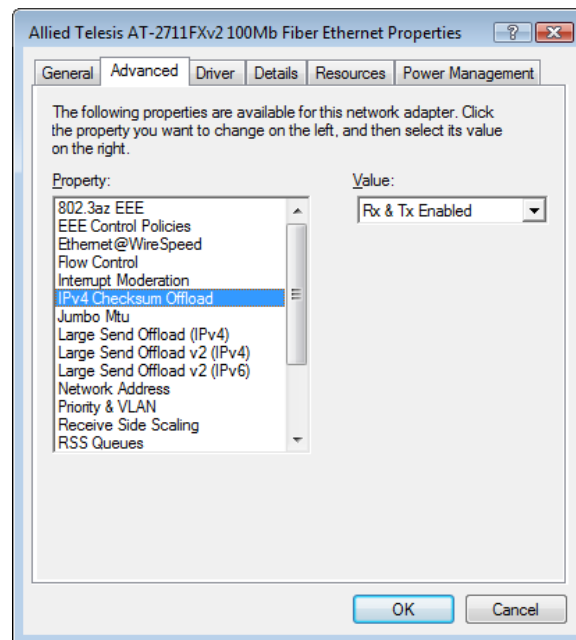 Allied Telesis AT-2711FXv2 100Mb Fiber Ethernet Properties
General Advanced Driver Details Resources Power Management
The following properties are available for this network adapter. Click
the property you want to change on the left, and then select its value
on the right.
Property:
Value:
802.3az EEE
EEE Control Policies
Ethernet@WireSpeed
Flow Control
Interrupt Moderation
IPv4 Checksum Offload
Jumbo Mtu
Large Send Offload (IPv4)
Large Send Offload v2 (IPv4)
Large Send Offload v2 (IPv6)
Network Address
Priority & VLAN
Receive Side Scaling
RSS Queues
Rx & Tx Enabled
OK
Cancel